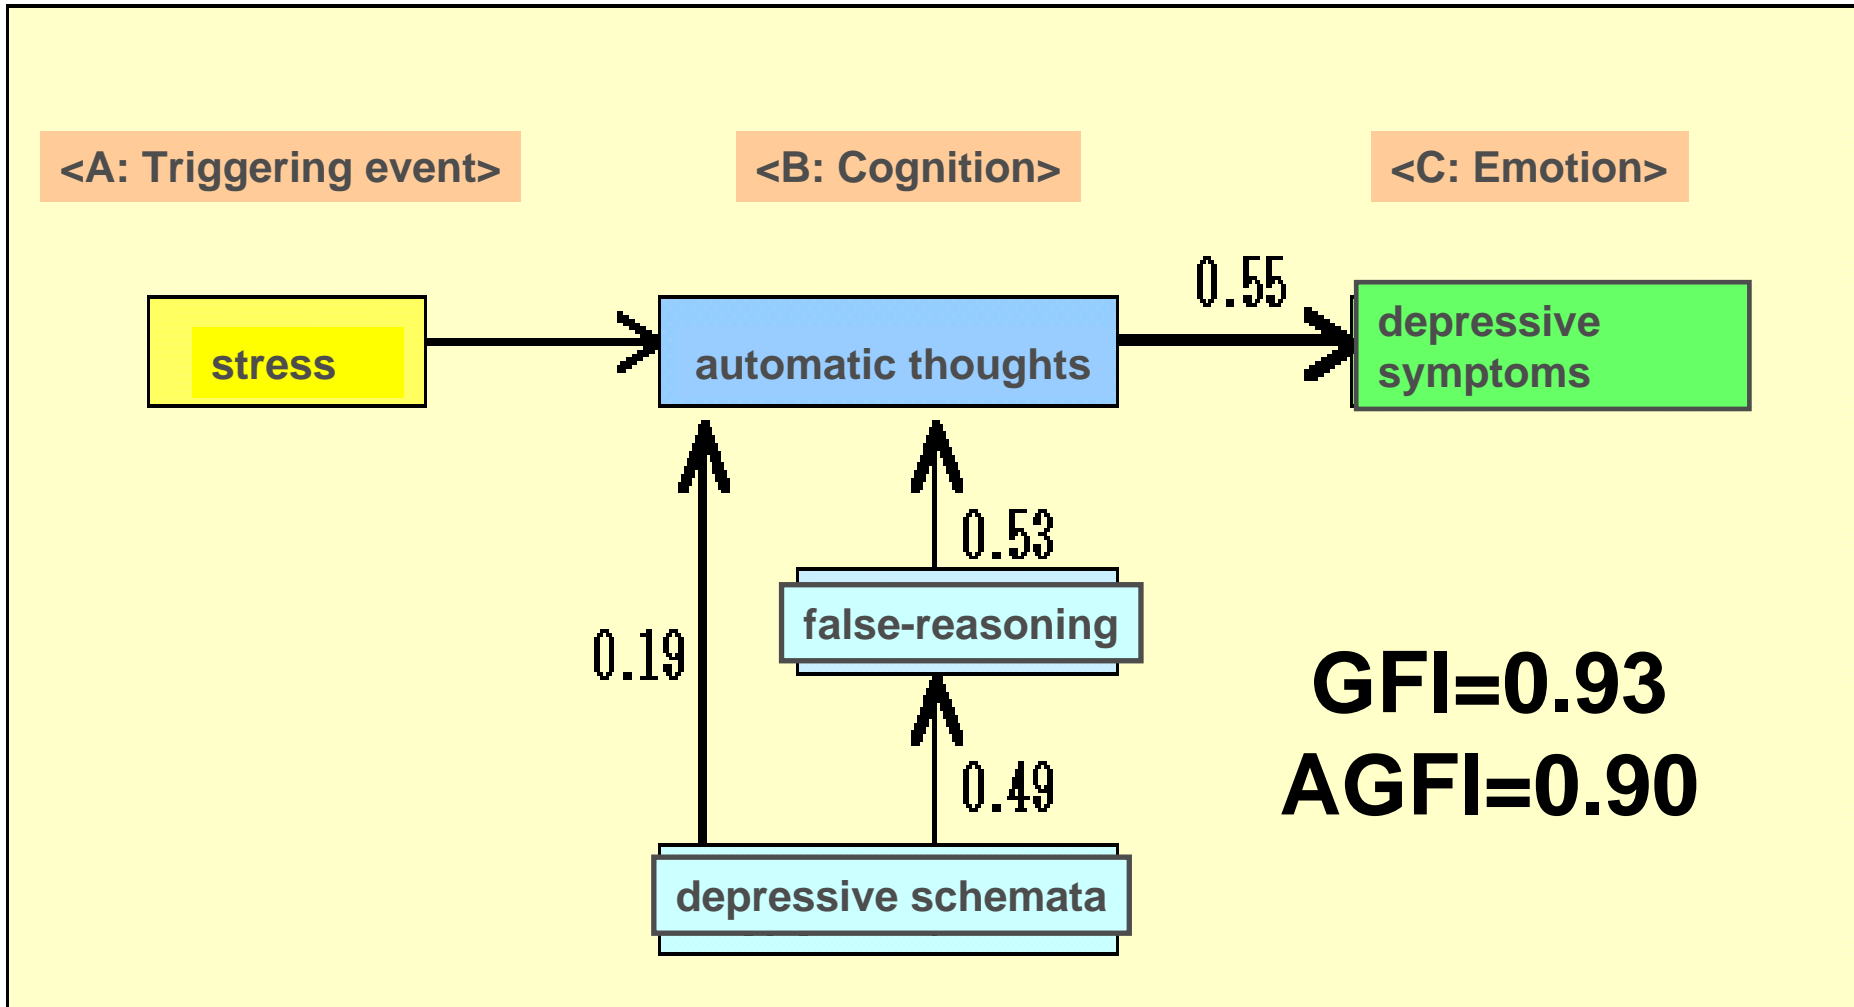 <A: Triggering event>
<B: Cognition>
<C: Emotion>
stress
automatic thoughts
0.55
depressive
symptoms
0.53
false-reasoning
0.19
0.49
depressive schemata
GFI=0.93
AGFI=0.90